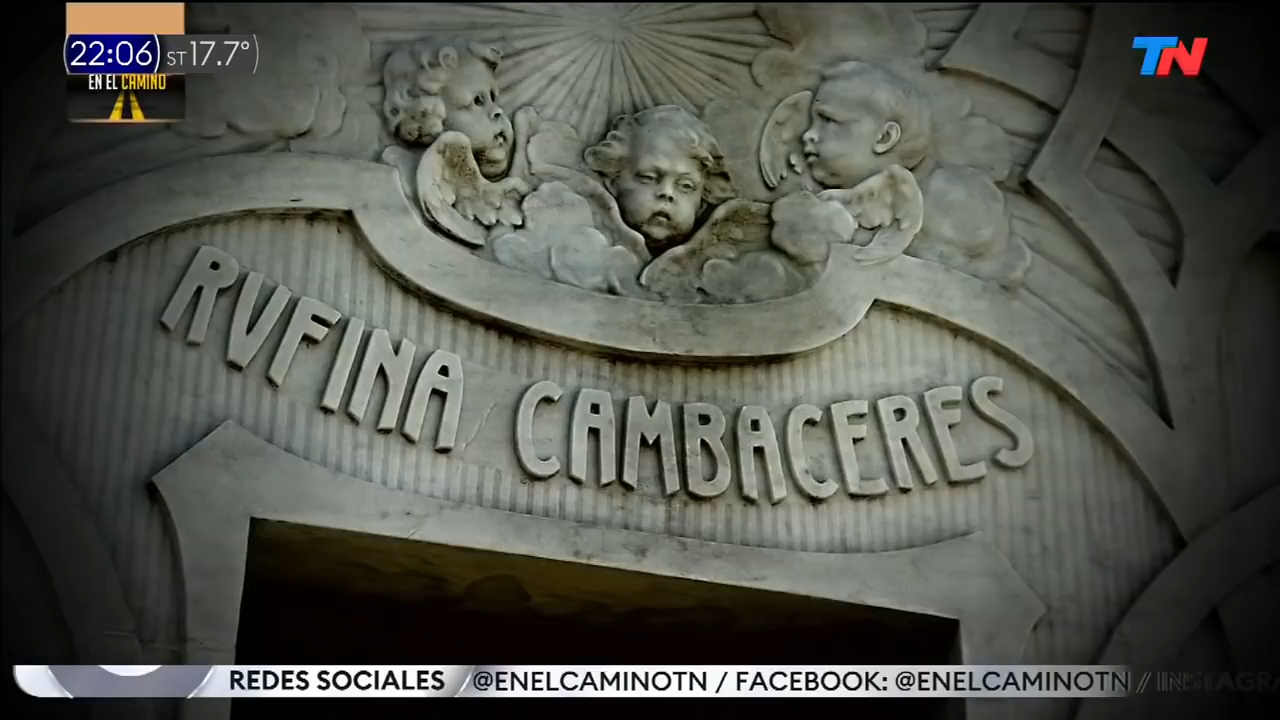 22:06 ST 17.7°
TN
EN EL CAMINO
RVFINA CAMBACERES
REDES SOCIALES @ENELCAMINOTN / FACEBOOK: @ENELCAMINOTN /